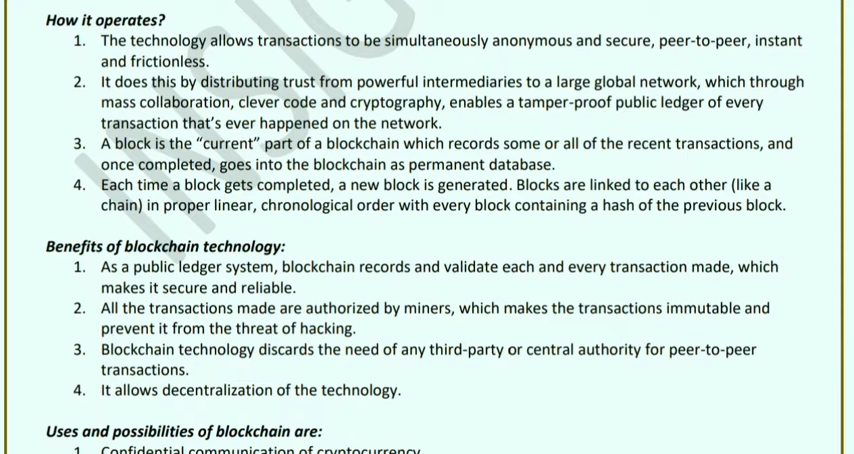 How it operates?
1. The technology allows transactions to be simultaneously anonymous and secure, peer-to-peer, instant
and frictionless.
2. It does this by distributing trust from powerful intermediaries to a large global network, which through
mass collaboration, clever code and cryptography, enables a tamper-proof public ledger of every
transaction that's ever happened on the network.
3. A block is the "current" part of a blockchain which records some or all of the recent transactions, and
once completed, goes into the blockchain as permanent database.
4. Each time a block gets completed, a new block is generated. Blocks are linked to each other (like a
chain) in proper linear, chronological order with every block containing a hash of the previous block.
Benefits of blockchain technology:
1. As a public ledger system, blockchain records and validate each and every transaction made, which
makes it secure and reliable.
2. All the transactions made are authorized by miners, which makes the transactions immutable and
prevent it from the threat of hacking.
3. Blockchain technology discards the need of any third-party or central authority for peer-to-peer
transactions.
4. It allows decentralization of the technology.
Uses and possibilities of blockchain are:
1. Confidential communication of cryptocurrency